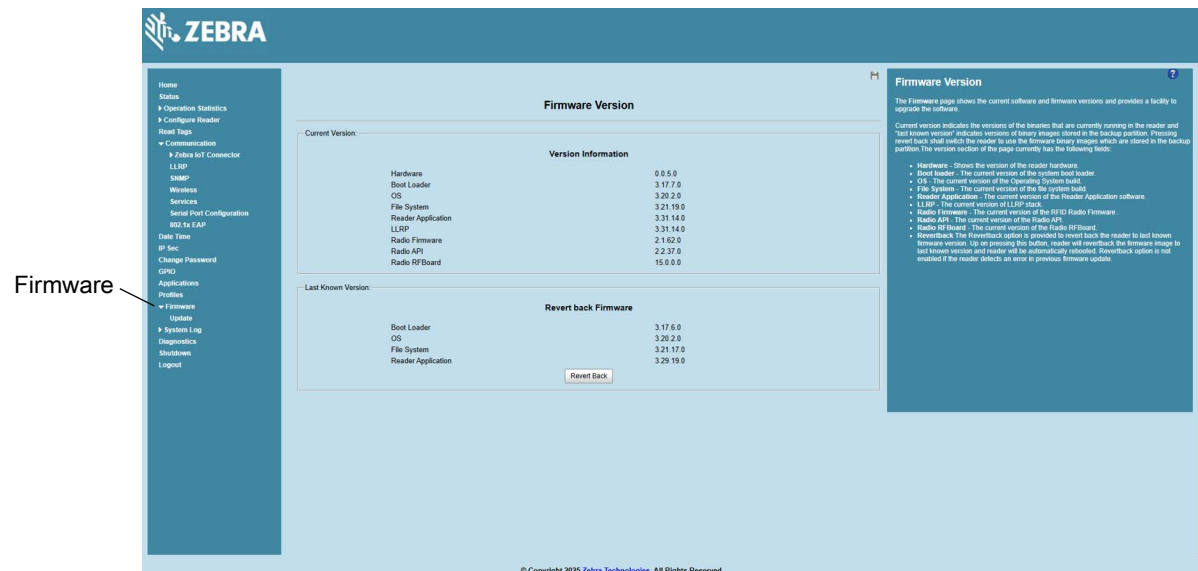 ZEBRA
Firmware
Home
Status
Operation Statistics
Configure Reader
Read Tags
Communication
Zebra IoT Connector
LLRP
SNMP
Wireless
Services
Serial Port Configuration
802.1x EAP
Date Time
IP Sec
Change Password
GPIO
Applications
Profiles
Firmware
Update
System Log
Diagnostics
Shutdown
Logout
Firmware Version
Current Version:
Version Information
Hardware 0.0.5.0
Boot Loader 3.17.7.0
OS 3.20.2.0
File System 3.21.19.0
Reader Application 3.31.14.0
LLRP 3.31.14.0
Radio Firmware 2.1.62.0
Radio API 2.2.37.0
Radio RFBoard 15.0.0.0
Last Known Version:
Revert back Firmware
Boot Loader 3.17.6.0
OS 3.20.2.0
File System 3.21.17.0
Reader Application 3.29.19.0
Revert Back
?
Firmware Version
The Firmware page shows the current software and firmware versions and provides a facility to
upgrade the software.
Current version indicates the versions of the binaries that are currently running in the reader and
"last known version" indicates versions of binary images stored in the backup partition. Pressing
revert back shall switch the reader to use the firmware binary images which are stored in the backup
partition.The version section of the page currently has the following fields:
• Hardware - Shows the version of the reader hardware.
• Boot loader - The current version of the system boot loader.
• OS - The current version of the Operating System build.
• File System - The current version of the file system build.
• Reader Application - The current version of the Reader Application software.
• LLRP - The current version of LLRP stack.
• Radio Firmware - The current version of the RFID Radio Firmware .
• Radio API - The current version of the Radio API.
• Radio RFBoard - The current version of the Radio RFBoard.
• Revertback The Revertback option is provided to revert back the reader to last known
firmware version. Up on pressing this button, reader will revertback the firmware image to
last known version and reader will be automatically rebooted. Revertback option is not
enabled if the reader detects an error in previous firmware update.
© Copyright 2025 Zebra Technologies. All Rights Reserved.